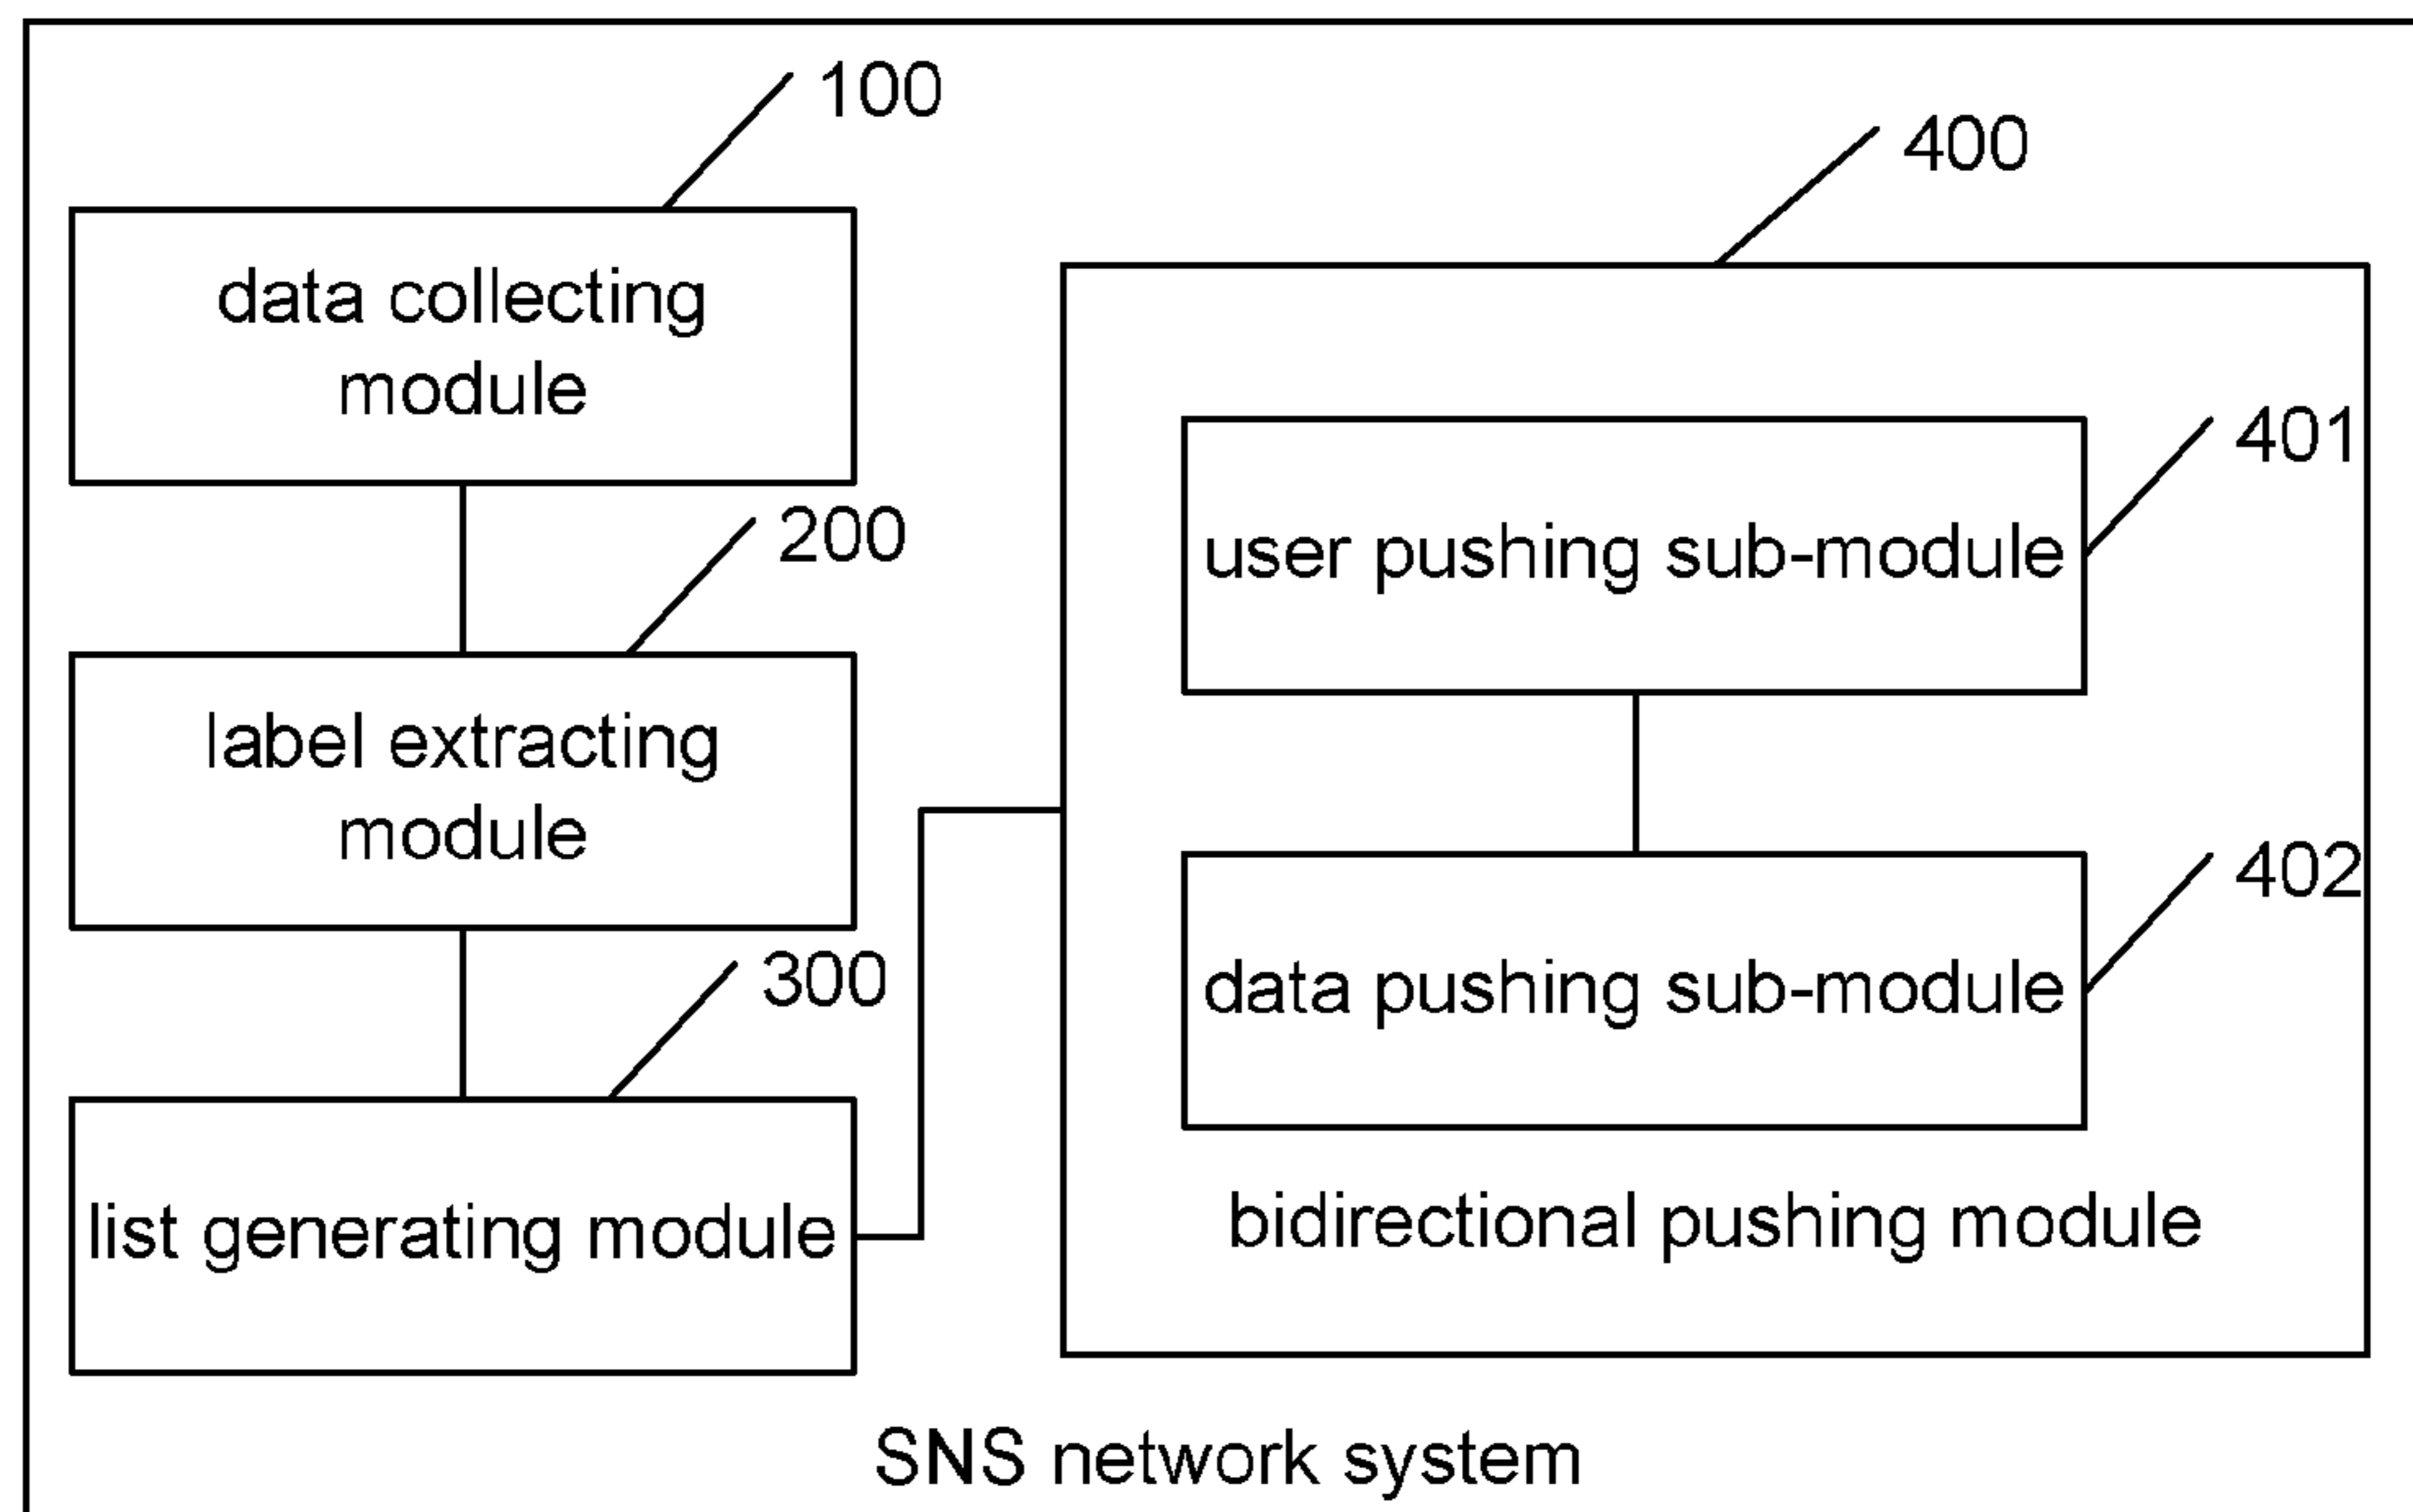 100
data collecting
module
200
label extracting
module
300
list generating module
400
401
user pushing sub-module
402
data pushing sub-module
bidirectional pushing module
SNS network system